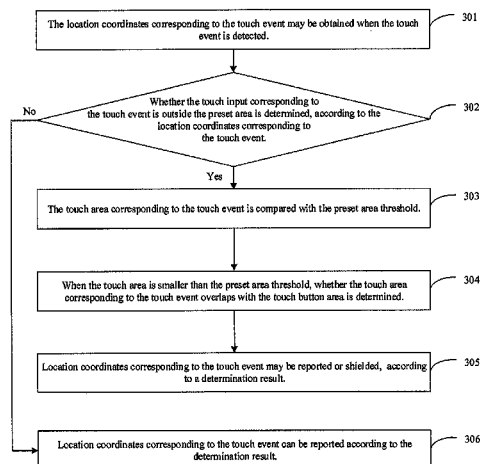 The location coordinates corresponding to the touch event may be obtained when the touch
event is detected.
301
No
Whether the touch input corresponding to
the touch event is outside the preset area is determined, according to the
location coordinates corresponding to
the touch event.
302
Yes
The touch area corresponding to the touch event is compared with the preset area threshold.
303
When the touch area is smaller than the preset area threshold, whether the touch area
corresponding to the touch event overlaps with the touch button area is determined.
304
Location coordinates corresponding to the touch event may be reported or shielded, according
to a determination result.
305
Location coordinates corresponding to the touch event can be reported according to the
determination result.
306